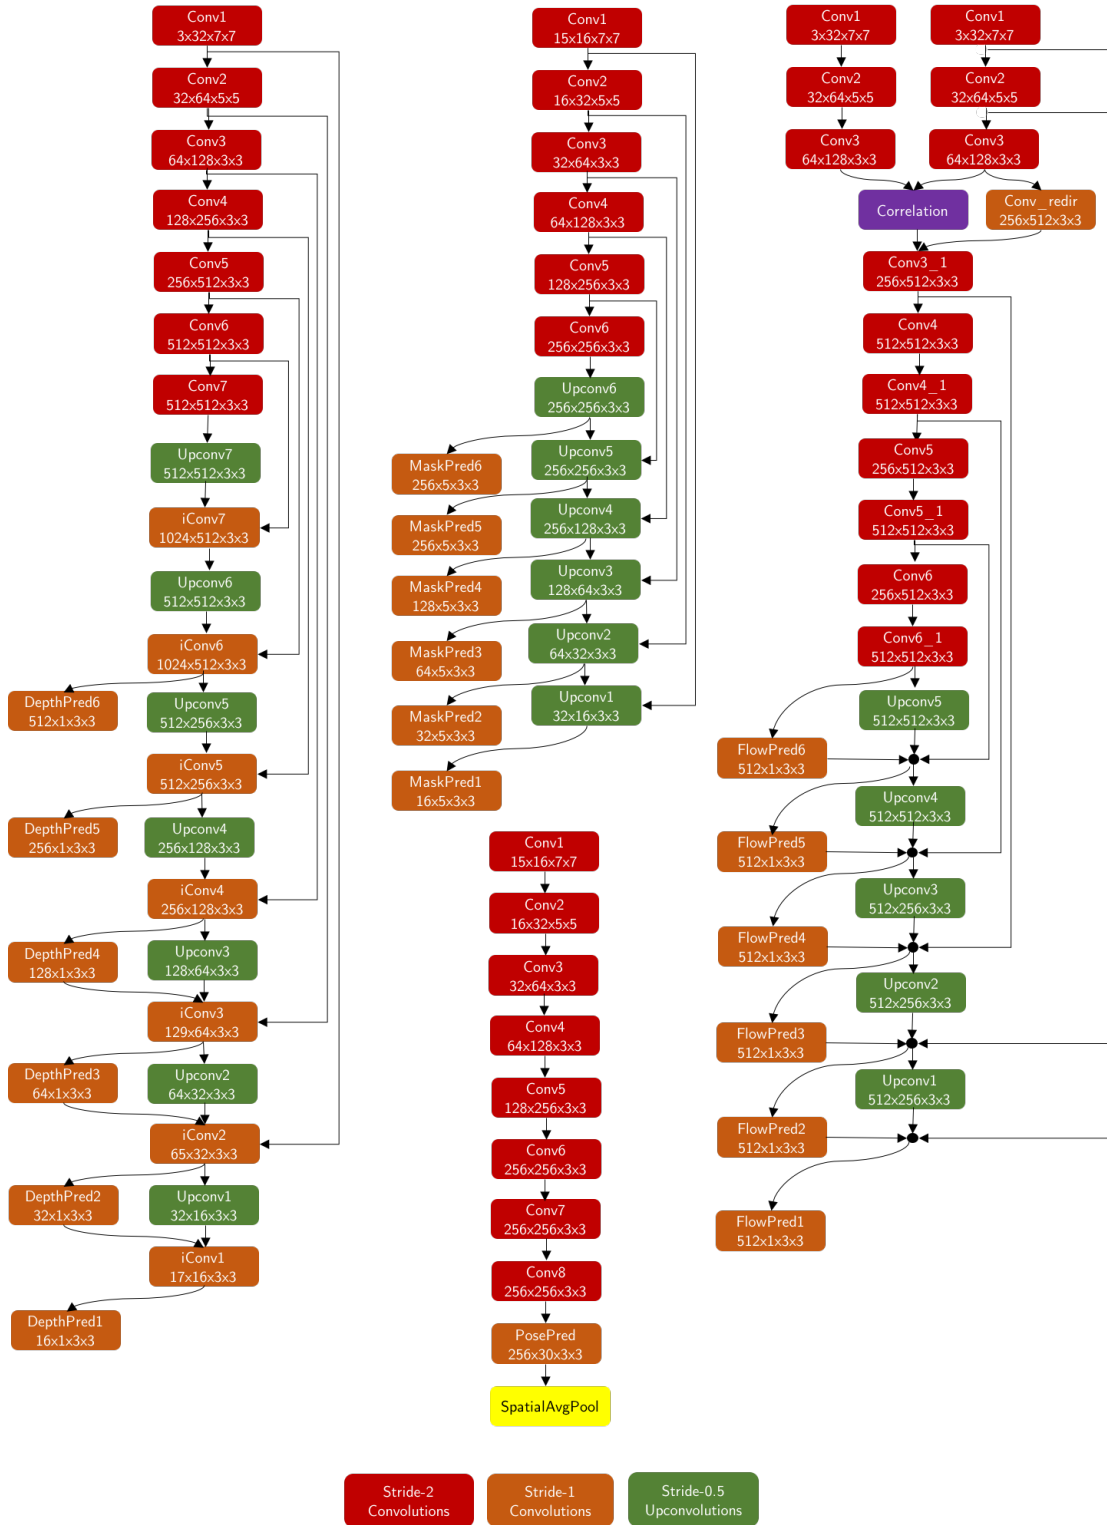 Conv1
3x32x7x7
Conv2
32x64x5x5
Conv3
64x128x3x3
Conv4
128x256x3x3
Conv5
256x512x3x3
Conv6
512x512x3x3
Conv7
512x512x3x3
Upconv7
512x512x3x3
iConv7
1024x512x3x3
Upconv6
512x512x3x3
iConv6
1024x512x3x3
DepthPred6
512x1x3x3
Upconv5
512x256x3x3
iConv5
512x256x3x3
DepthPred5
256x1x3x3
Upconv4
256x128x3x3
iConv4
256x128x3x3
DepthPred4
128x1x3x3
Upconv3
128x64x3x3
iConv3
129x64x3x3
DepthPred3
64x1x3x3
Upconv2
64x32x3x3
iConv2
65x32x3x3
DepthPred2
32x1x3x3
Upconv1
32x16x3x3
iConv1
17x16x3x3
DepthPred1
16x1x3x3
Conv1
15x16x7x7
Conv2
16x32x5x5
Conv3
32x64x3x3
Conv4
64x128x3x3
Conv5
128x256x3x3
Conv6
256x256x3x3
Upconv6
256x256x3x3
MaskPred6
256x5x3x3
Upconv5
256x256x3x3
MaskPred5
256x5x3x3
Upconv4
256x128x3x3
MaskPred4
128x5x3x3
Upconv3
128x64x3x3
MaskPred3
64x5x3x3
Upconv2
64x32x3x3
MaskPred2
32x5x3x3
Upconv1
32x16x3x3
MaskPred1
16x5x3x3
Conv1
15x16x7x7
Conv2
16x32x5x5
Conv3
32x64x3x3
Conv4
64x128x3x3
Conv5
128x256x3x3
Conv6
256x256x3x3
Conv7
256x256x3x3
Conv8
256x256x3x3
PosePred
256x30x3x3
SpatialAvgPool
Conv1
3x32x7x7
Conv2
32x64x5x5
Conv3
64x128x3x3
Conv1
3x32x7x7
Conv2
32x64x5x5
Conv3
64x128x3x3
Correlation
Conv_redir
256x512x3x3
Conv3_1
256x512x3x3
Conv4
512x512x3x3
Conv4_1
512x512x3x3
Conv5
256x512x3x3
Conv5_1
512x512x3x3
Conv6
256x512x3x3
Conv6_1
512x512x3x3
Upconv5
512x512x3x3
FlowPred6
512x1x3x3
Upconv4
512x512x3x3
FlowPred5
512x1x3x3
Upconv3
512x256x3x3
FlowPred4
512x1x3x3
Upconv2
512x256x3x3
FlowPred3
512x1x3x3
Upconv1
512x256x3x3
FlowPred2
512x1x3x3
FlowPred1
512x1x3x3
Stride-2
Convolutions
Stride-1
Convolutions
Stride-0.5
Upconvolutions